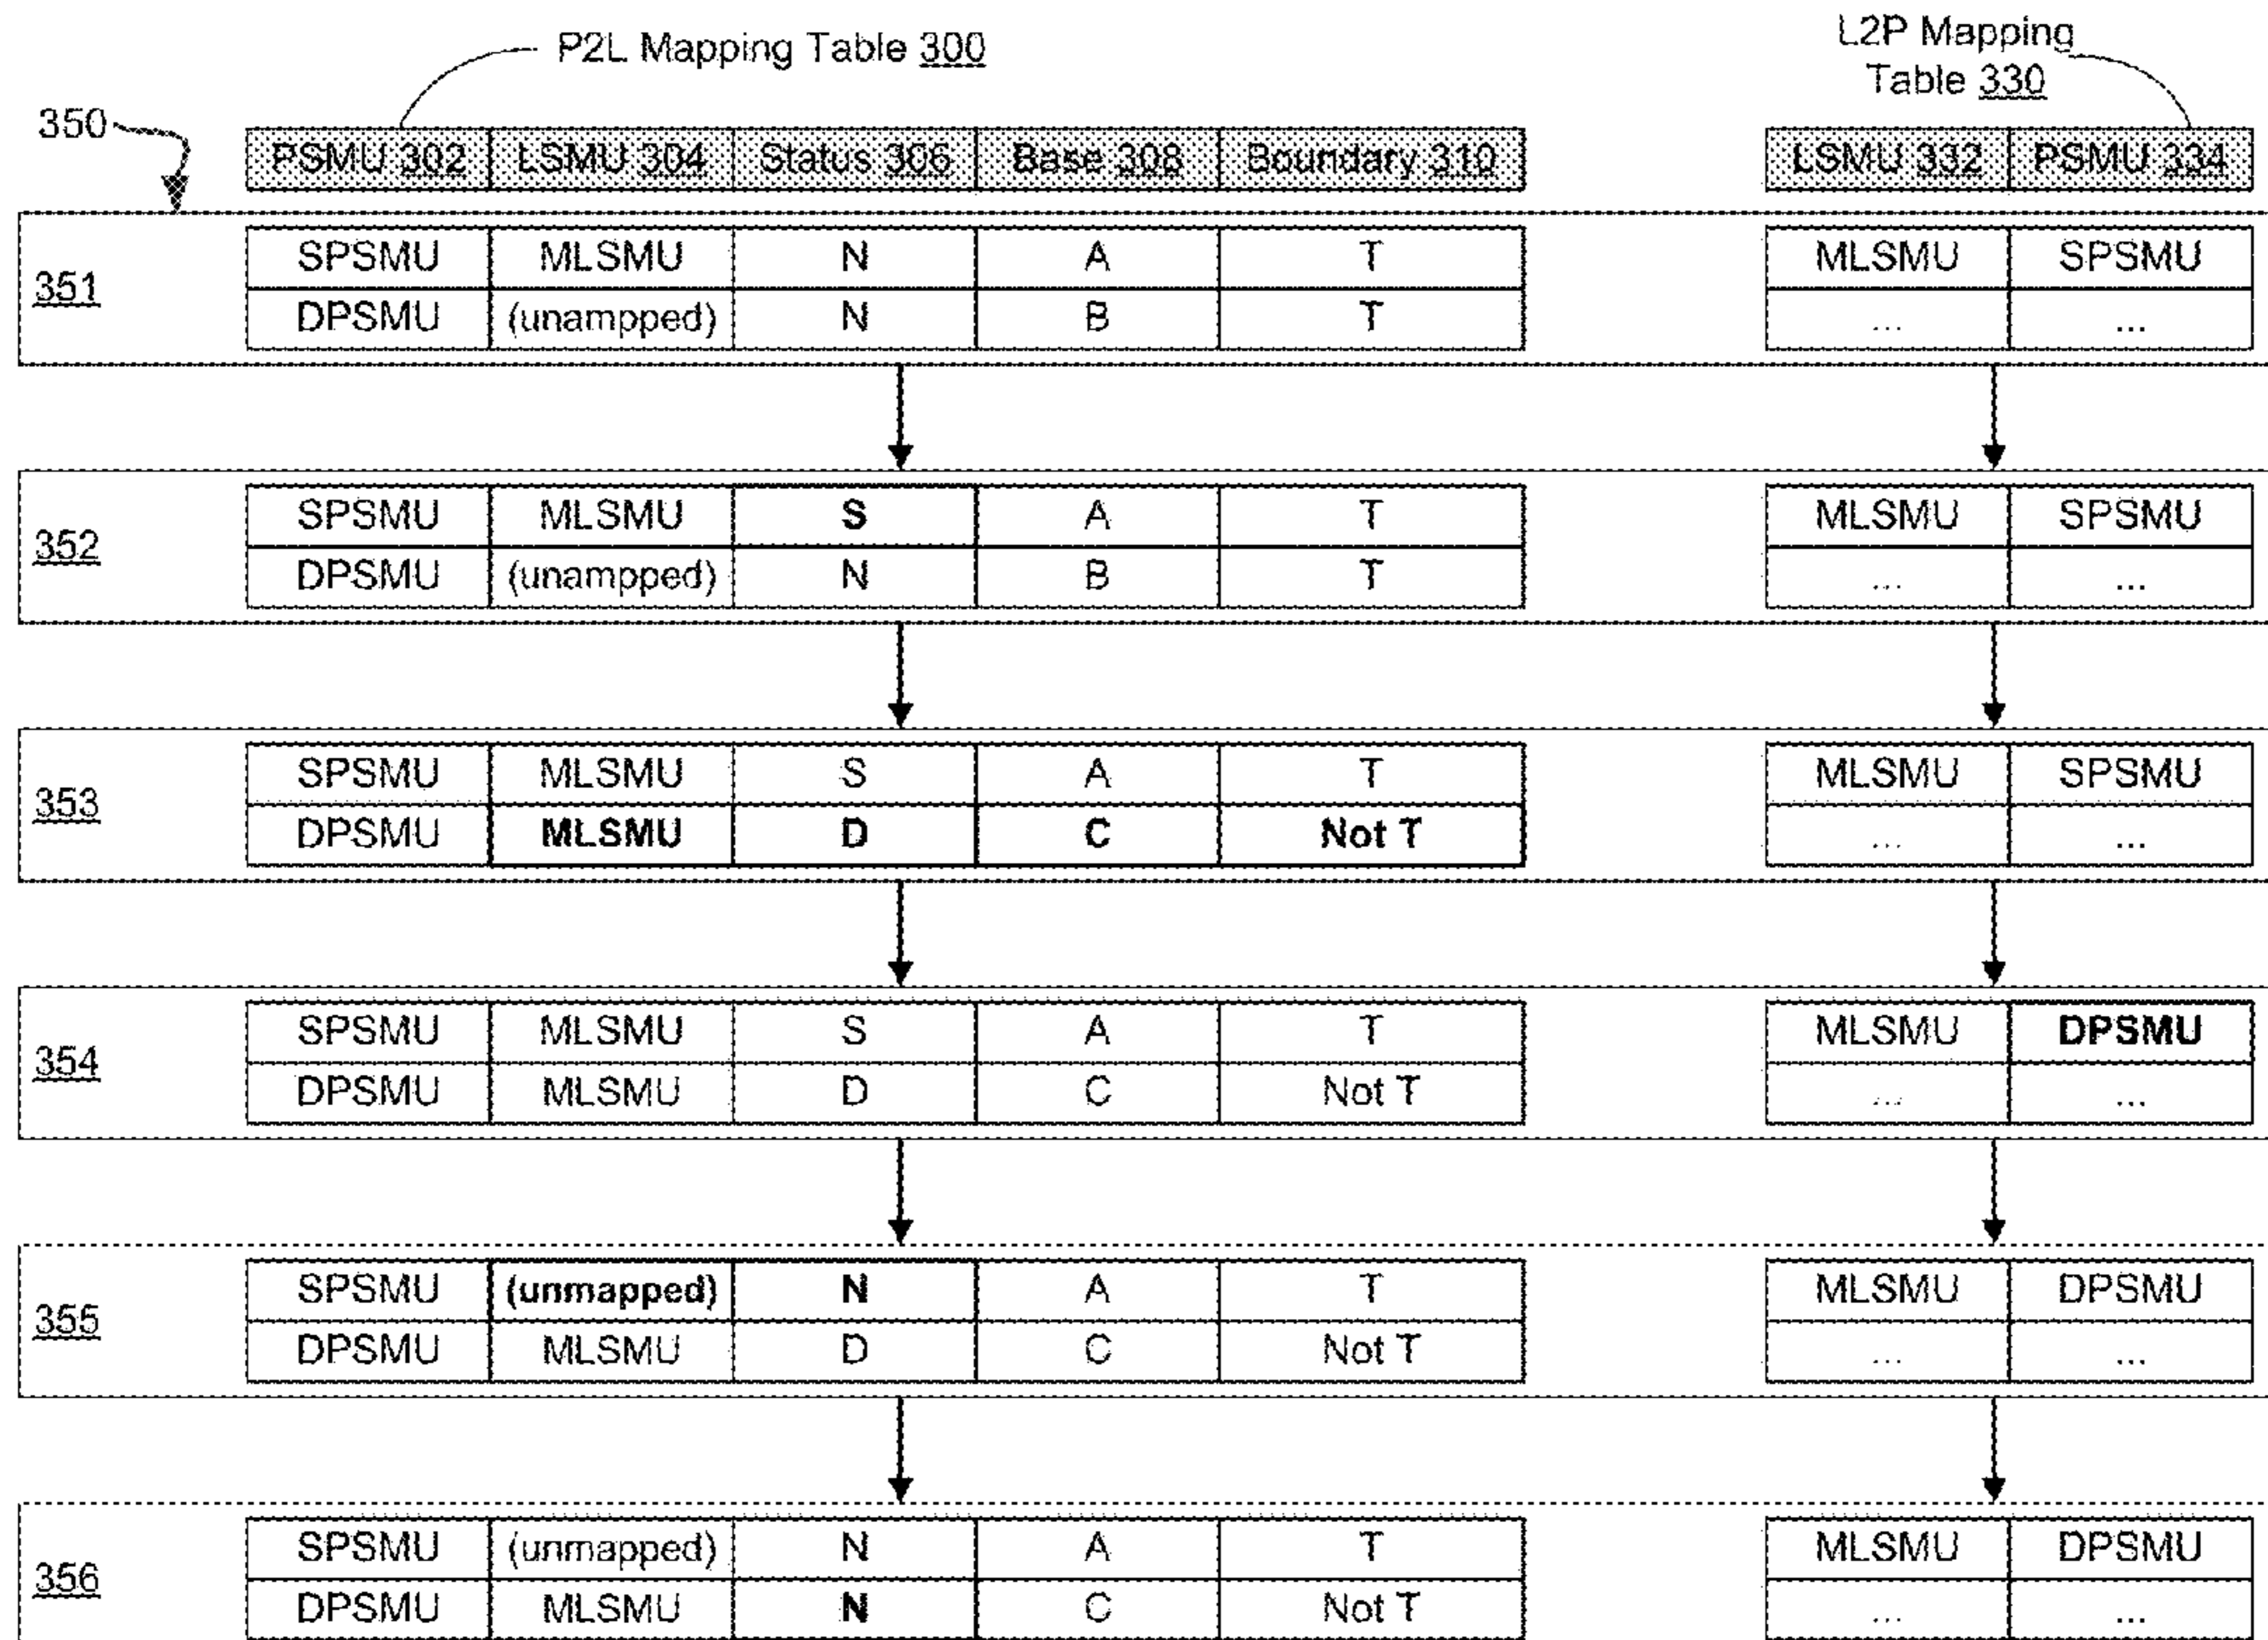 P2L Mapping Table 300
L2P Mapping
Table 330
350
PSMU 302 LSMU 304 Status 306 Base 308 Boundary 310 LSMU 332 PSMU 334
351
SPSMU MLSMU N A T MLSMU SPSMU
DPSMU (unampped) N B T ... ...
352
SPSMU MLSMU S A T MLSMU SPSMU
DPSMU (unampped) N B T ... ...
353
SPSMU MLSMU S A T MLSMU SPSMU
DPSMU MLSMU D C Not T ... ...
354
SPSMU MLSMU S A T MLSMU DPSMU
DPSMU MLSMU D C Not T ... ...
355
SPSMU (unmapped) N A T MLSMU DPSMU
DPSMU MLSMU D C Not T ... ...
356
SPSMU (unmapped) N A T MLSMU DPSMU
DPSMU MLSMU N C Not T ... ...